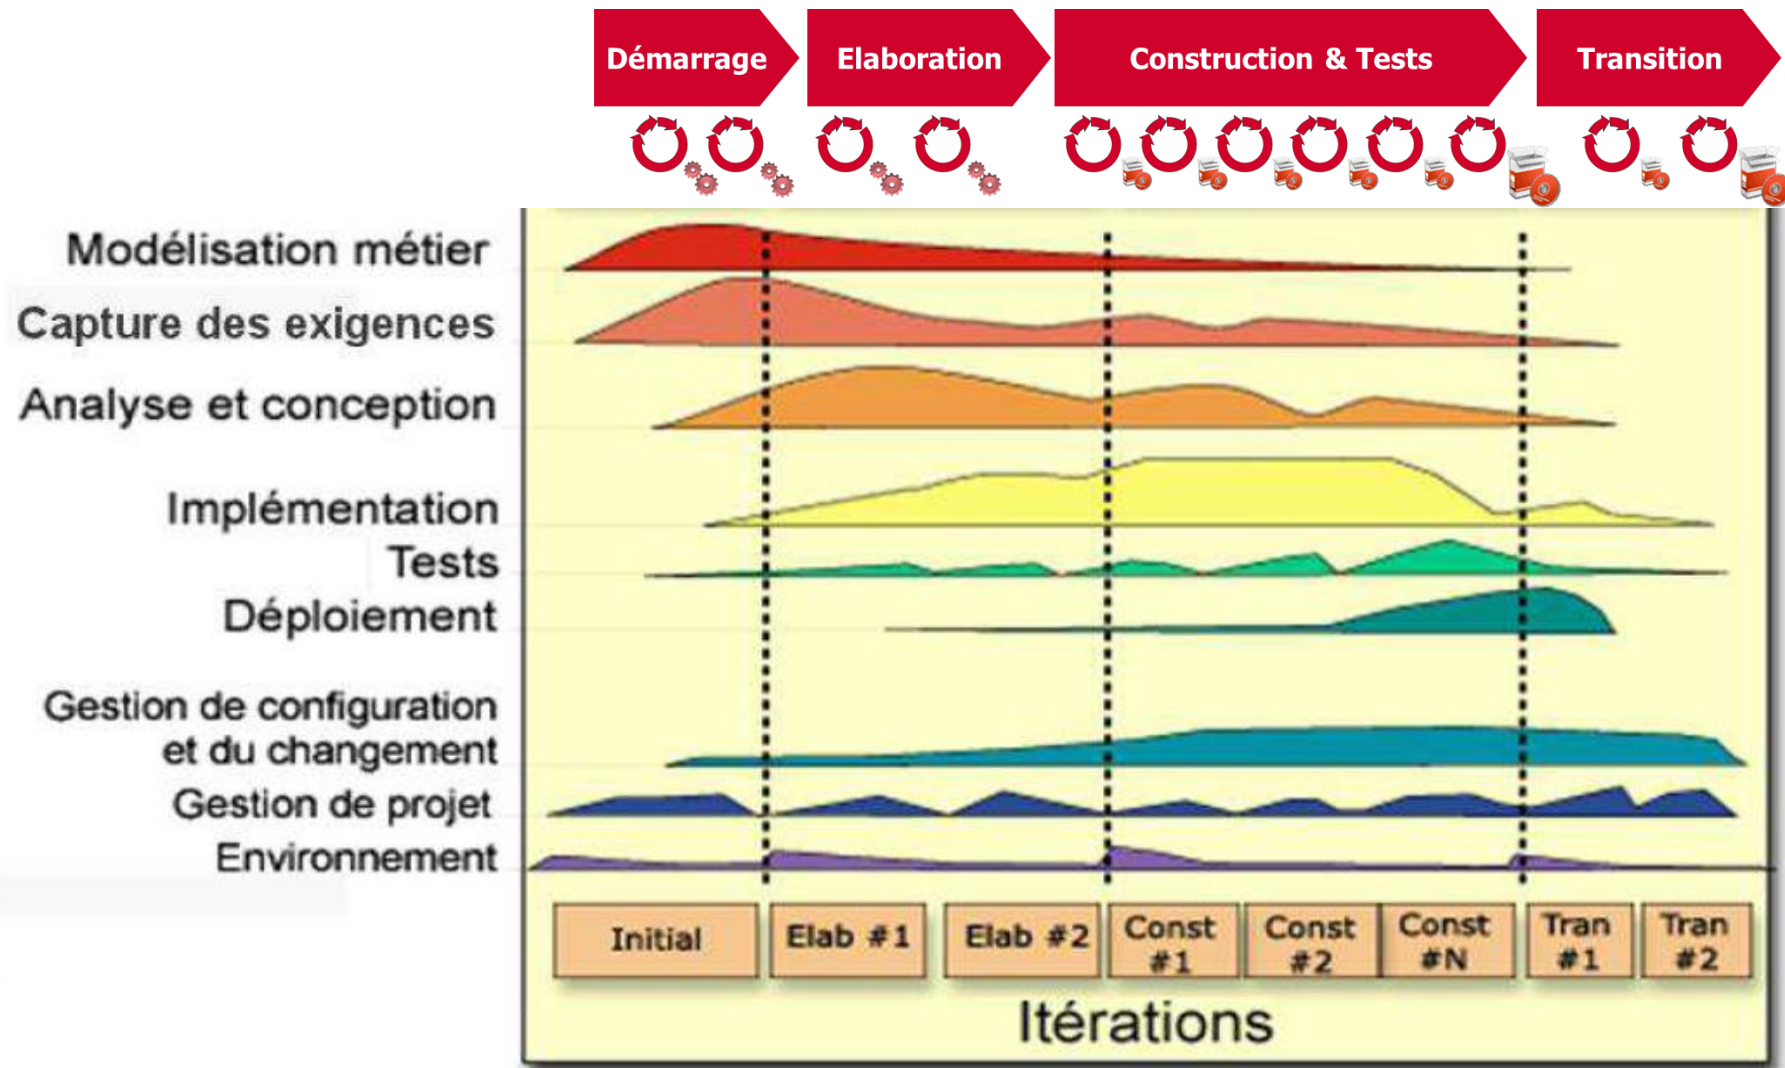 Démarrage
Elaboration
Construction & Tests
Transition
Modélisation métier
Capture des exigences
Analyse et conception
Implémentation
Tests
Déploiement
Gestion de configuration
et du changement
Gestion de projet
Environnement
Initial
Elab #1
Elab #2
Const
#1
Const
#2
Const
#N
Tran
#1
Tran
#2
Itérations